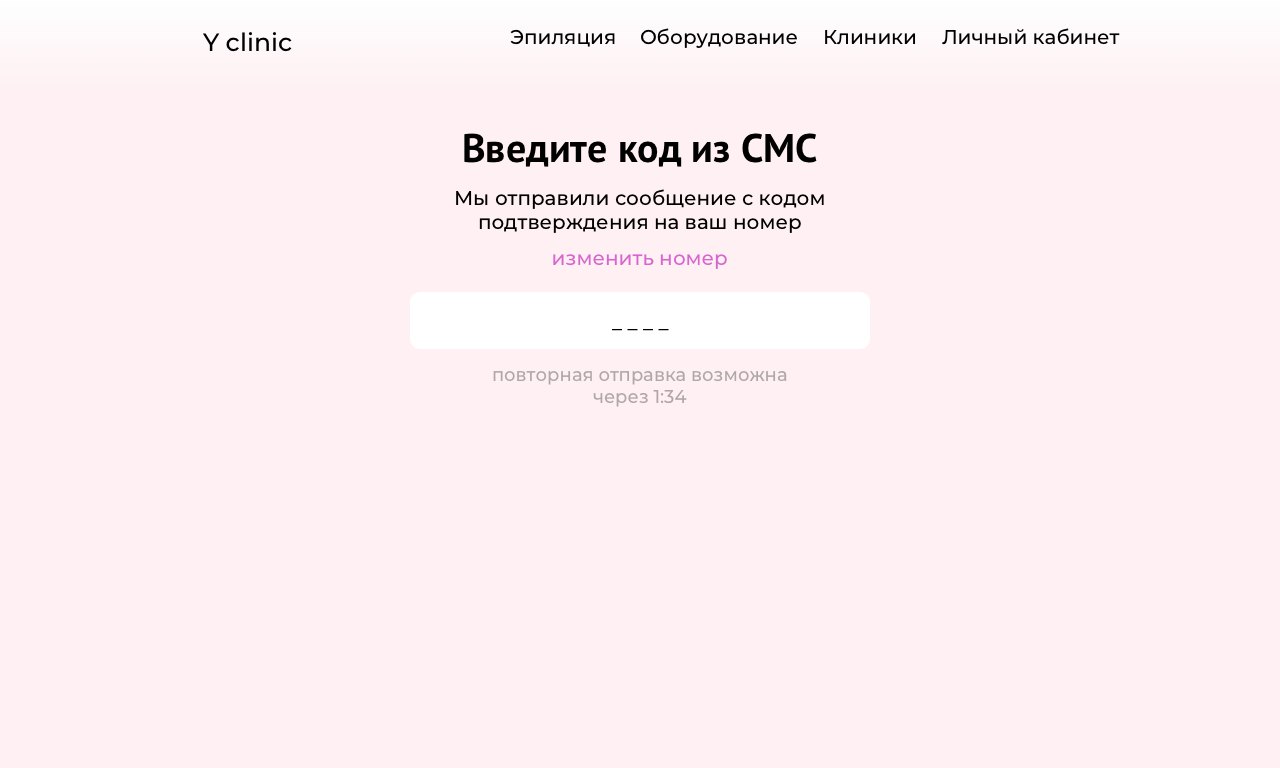 Y clinic
Эпиляция Оборудование Клиники Личный кабинет
Введите код из СМС
Мы отправили сообщение с кодом
подтверждения на ваш номер
изменить номер
_ _ _ _
повторная отправка возможна
через 1:34